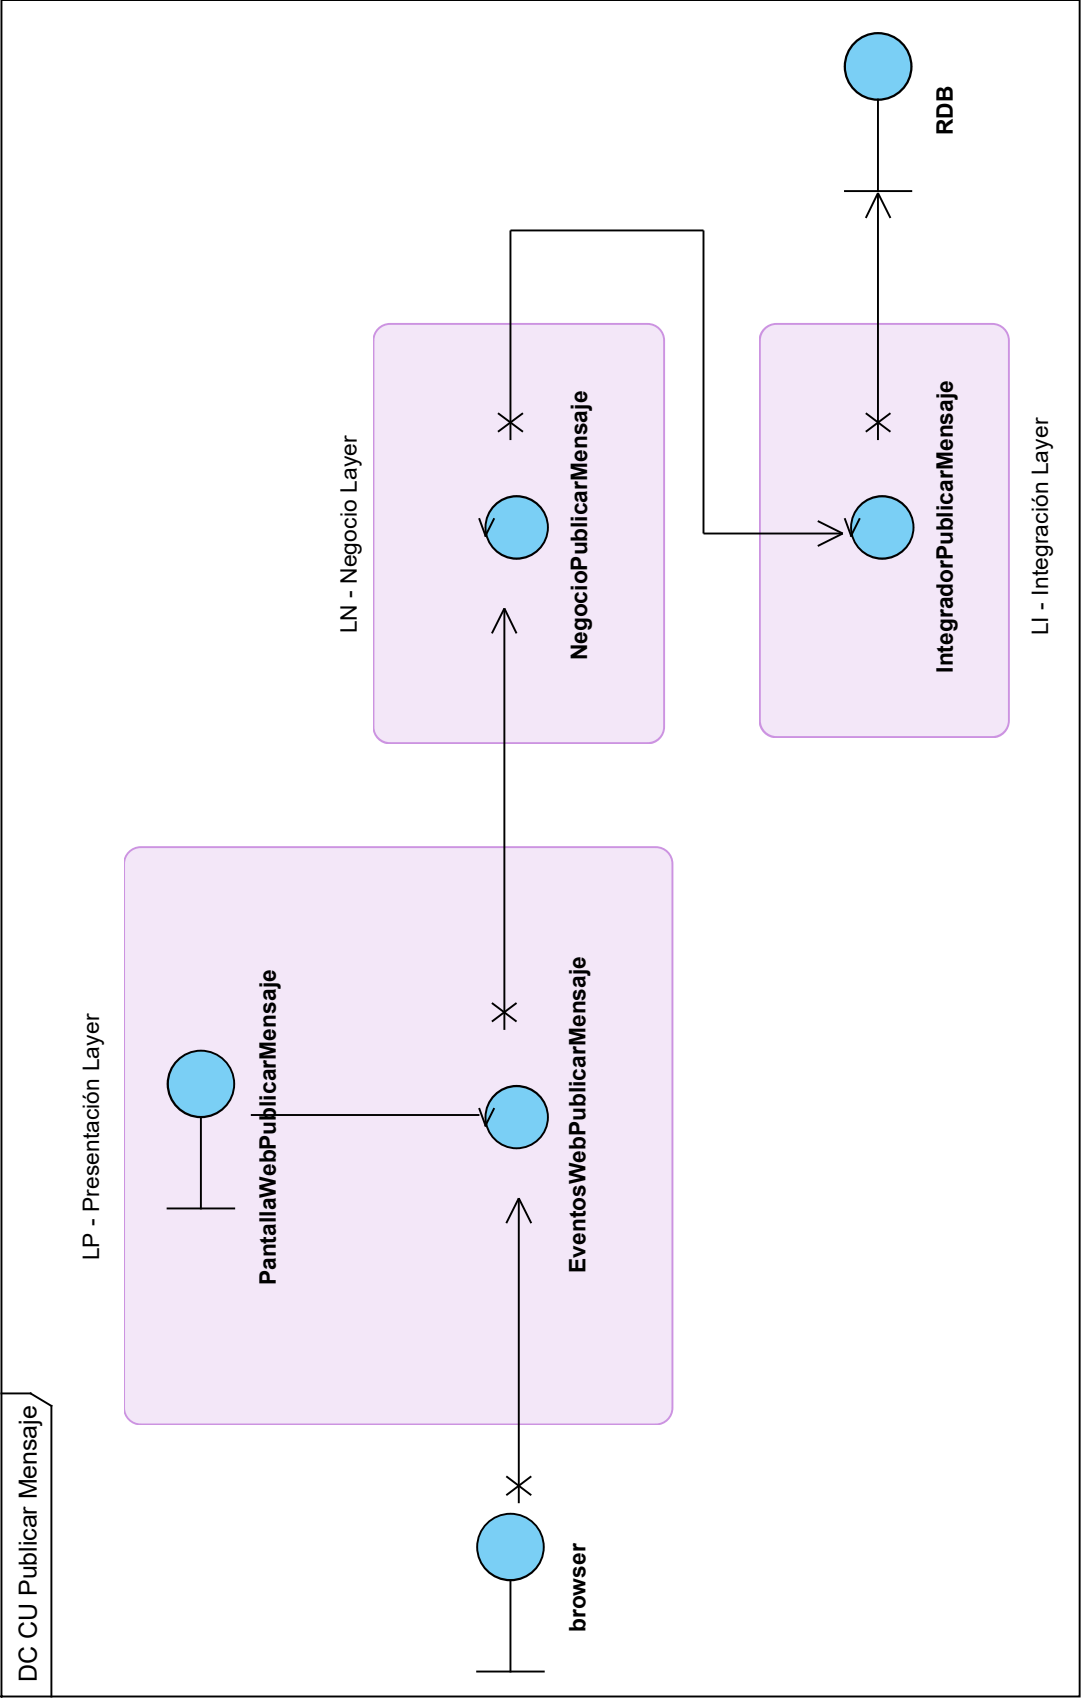 DC CU Publicar Mensaje
LP - Presentación Layer
PantallaWebPublicarMensaje
LN - Negocio Layer
browser
EventosWebPublicarMensaje
NegocioPublicarMensaje
IntegradorPublicarMensaje
RDB
LI - Integración Layer